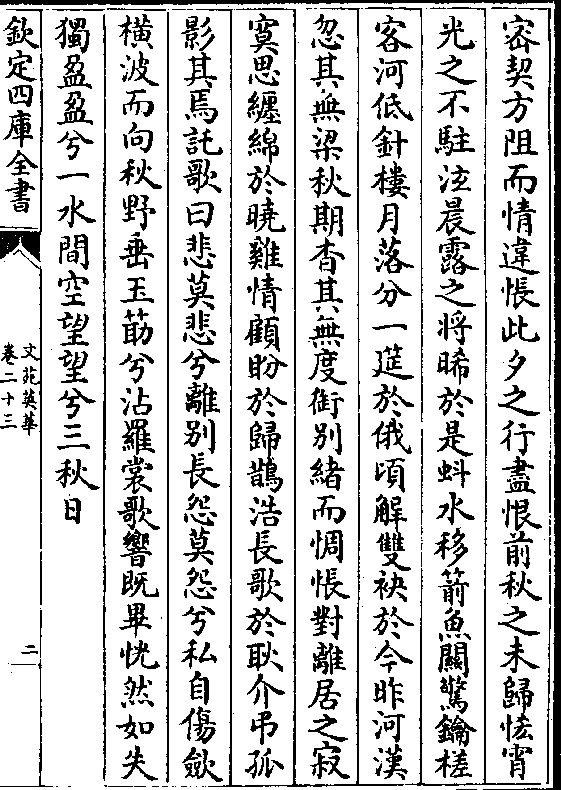 宻契方阻而情違悵此夕之行盡恨前秋之未歸怯宵
光之不駐泣晨露之將晞於是蚪水移箭魚闗驚鑰槎
客河低針樓月落分一筵於俄頃解雙袂於今昨河漢
忽其無梁秋期杳其無度銜别緒而惆悵對離居之寂
寞思纏綿於曉雞情顧盼於歸鵲浩長歌於耿介弔孤
影其焉託歌曰悲莫悲兮離别長怨莫怨兮私自傷歛
橫波而向秋野垂玉筯兮沾羅裳歌響既畢恍然如失
獨盈盈兮一水間空望望兮三秋日
欽定四庫全書
文苑英華
卷二十三
二